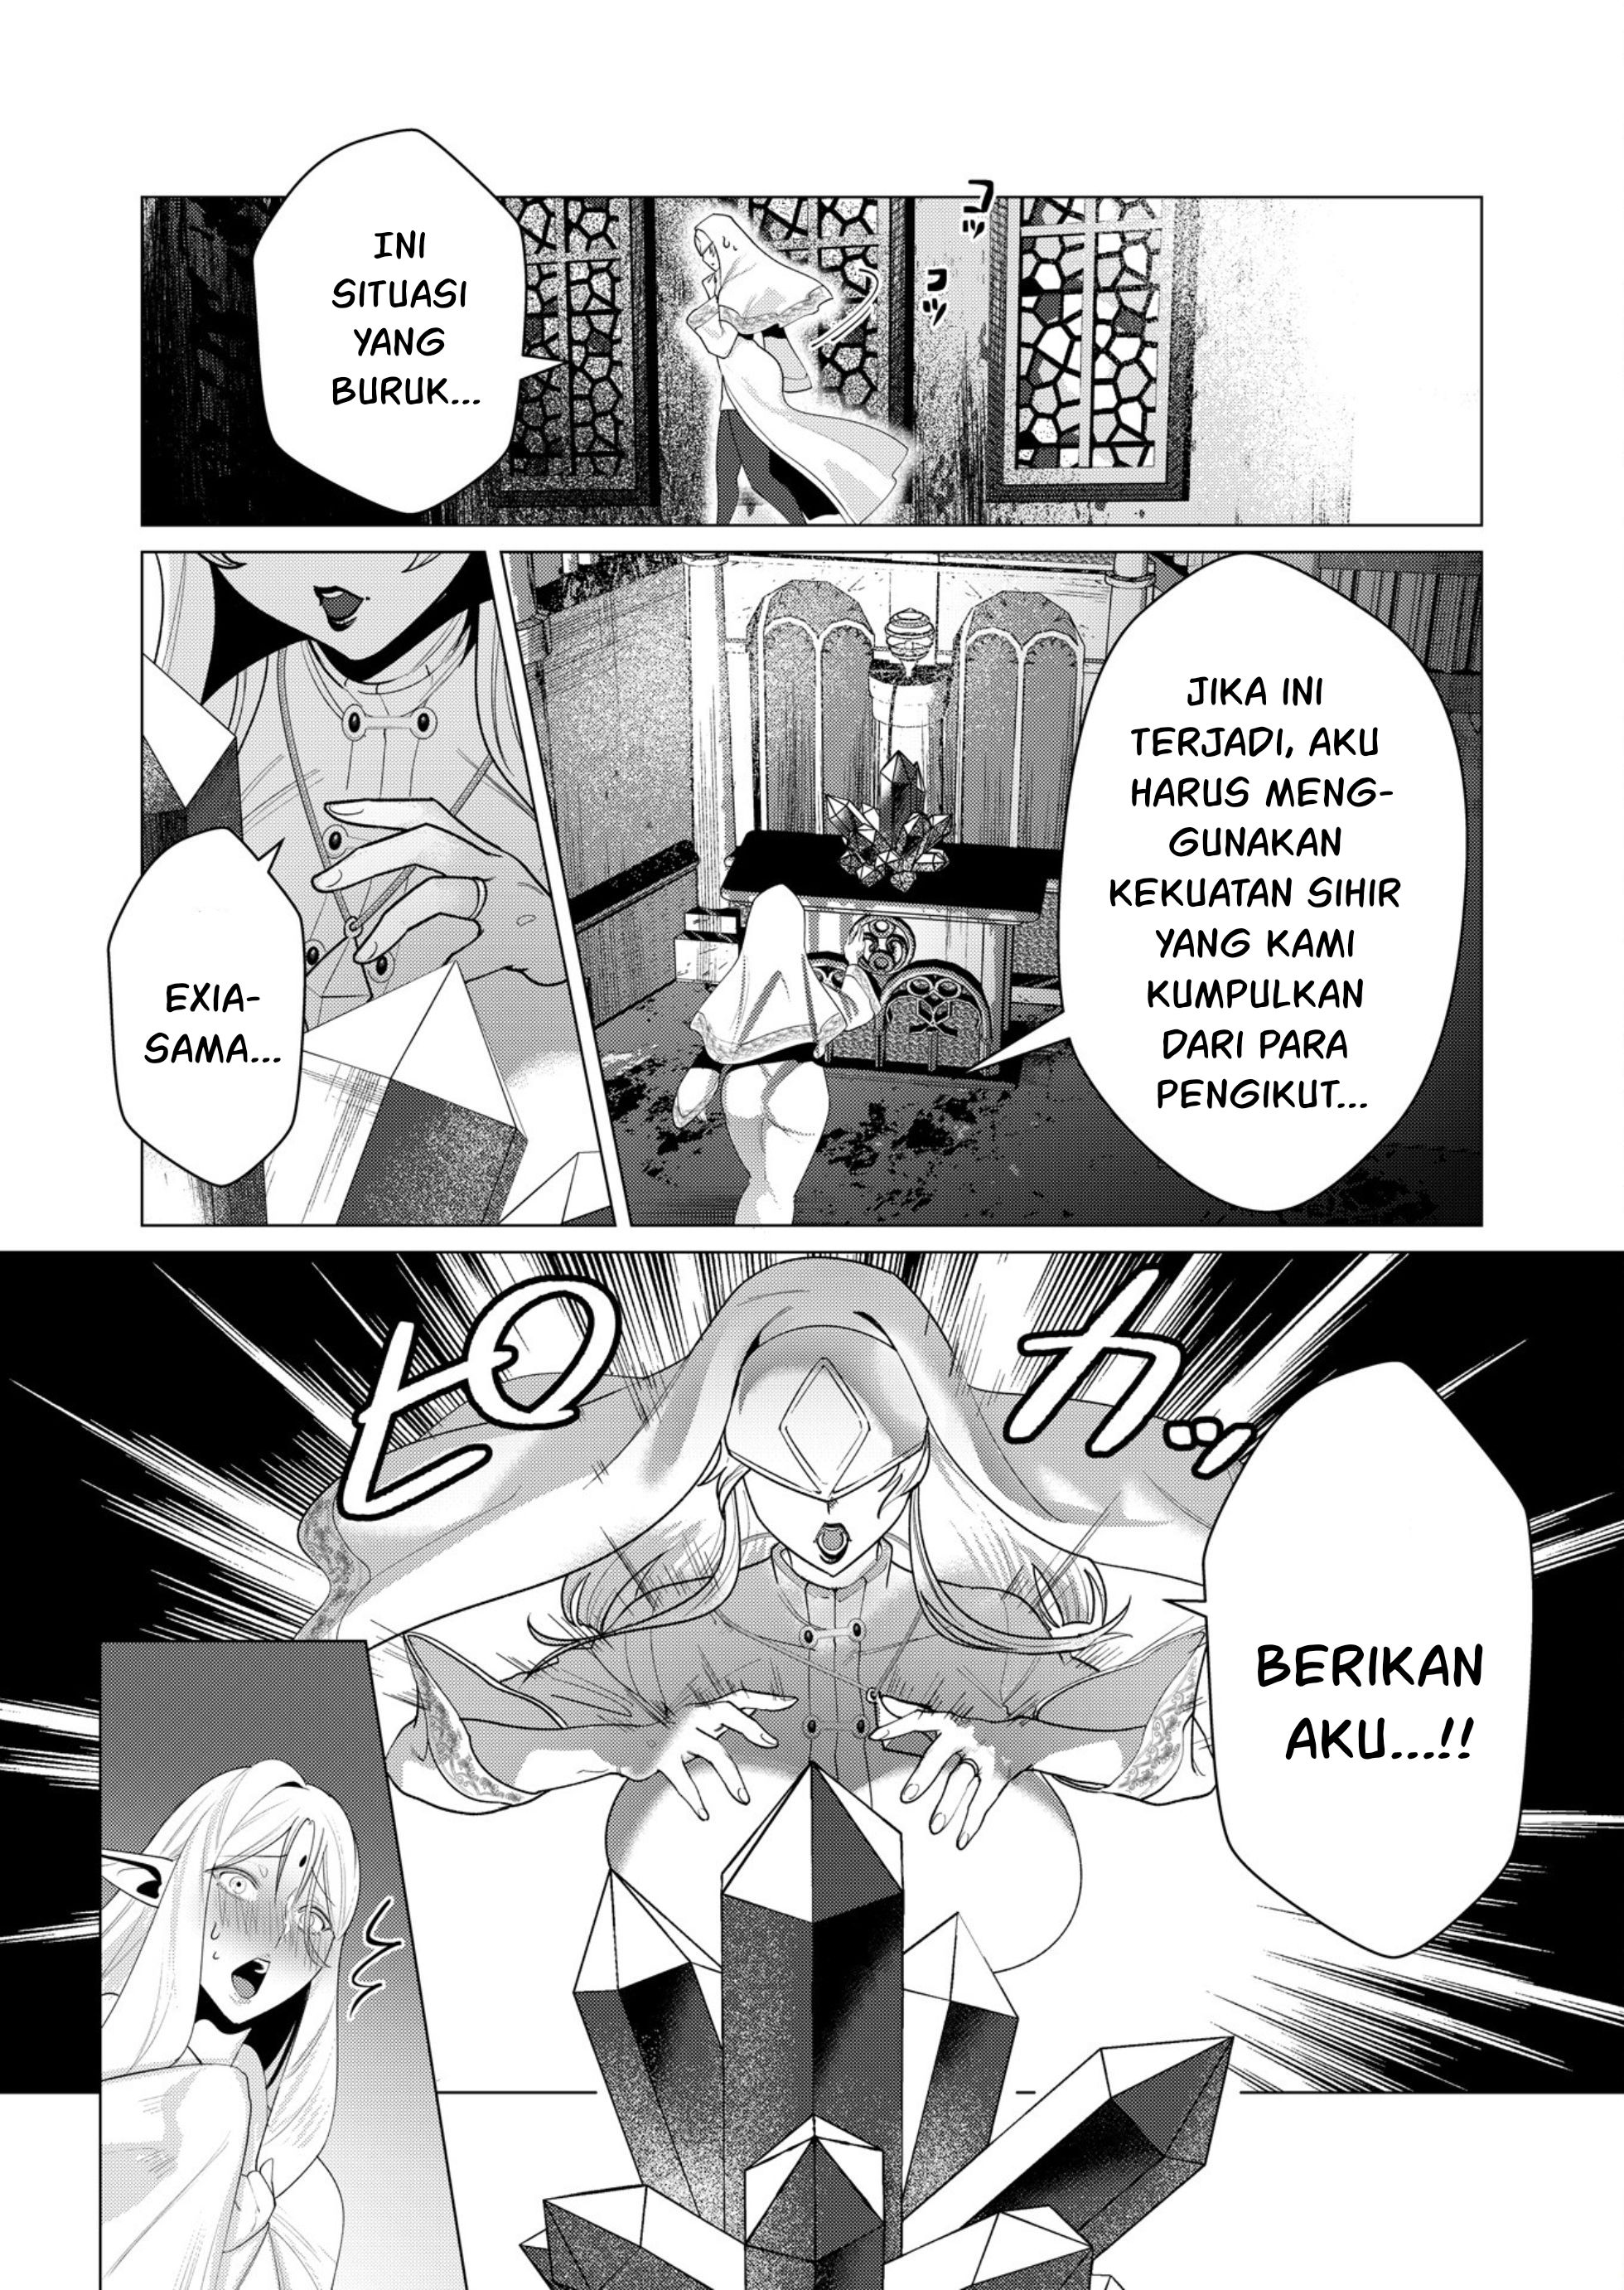 INI
SITUASI
YANG
BURUK...
コッ
コッ
JIKA INI
TERJADI, AKU
HARUS MENG-
GUNAKAN
KEKUATAN SIHIR
YANG KAMI
KUMPULKAN
DARI PARA
PENGIKUT...
EXIA-
SAMA...
ピカッ
BERIKAN
AKU...!!